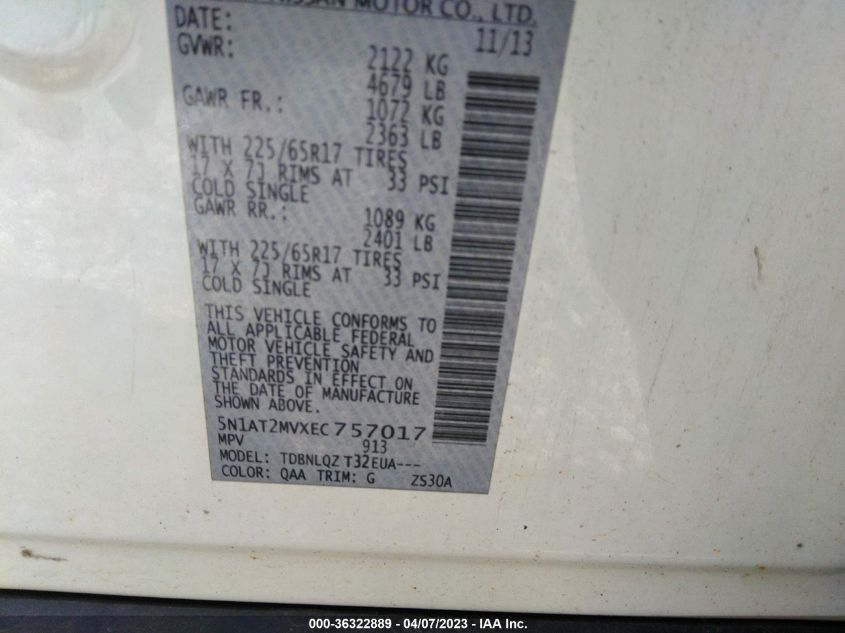 NISSAN MOTOR CO., LTD.
DATE: 11/13
GVWR: 2122 KG
4679 LB
GAWR FR.: 1072 KG
2363 LB
WITH 225/65R17 TIRES
17 X 7J RIMS AT 33 PSI
COLD SINGLE
GAWR RR.: 1089 KG
2401 LB
WITH 225/65R17 TIRES
17 X 7J RIMS AT 33 PSI
COLD SINGLE
THIS VEHICLE CONFORMS TO
ALL APPLICABLE FEDERAL
MOTOR VEHICLE SAFETY AND
THEFT PREVENTION
STANDARDS IN EFFECT ON
THE DATE OF MANUFACTURE
SHOWN ABOVE.
5N1AT2MVXEC757017
MPV 913
MODEL: TDBNLQZ T32EUA---
COLOR: QAA TRIM: G ZS30A
000-36322889 - 04/07/2023 - IAA Inc.